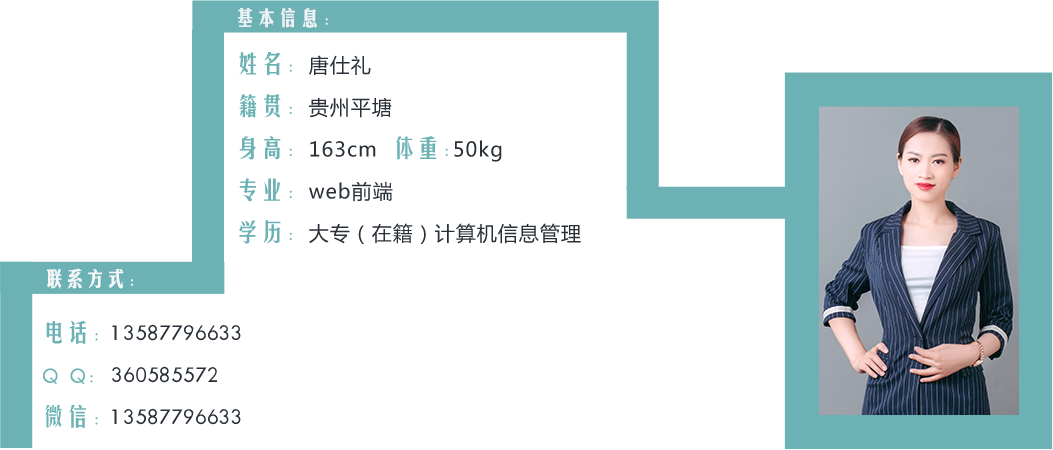 基本信息：
姓名：唐仕礼
籍贯：贵州平塘
身高：163cm 体重:50kg
专业：web前端
学历：大专（在籍）计算机信息管理
联系方式：
电话：13587796633
Q Q：360585572
微信：13587796633